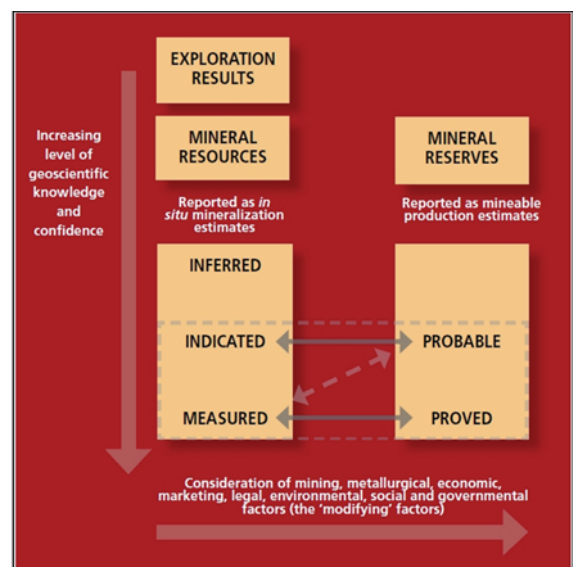 EXPLORATION
RESULTS
Increasing
level of
geoscientific
knowledge
and
confidence
MINERAL
RESOURCES
MINERAL
RESERVES
Reported as in
situ mineralization
estimates
Reported as mineable
production estimates
INFERRED
INDICATED
PROBABLE
MEASURED
PROVED
Consideration of mining, metallurgical, economic,
marketing, legal, environmental, social and governmental
factors (the ‘modifying’ factors)